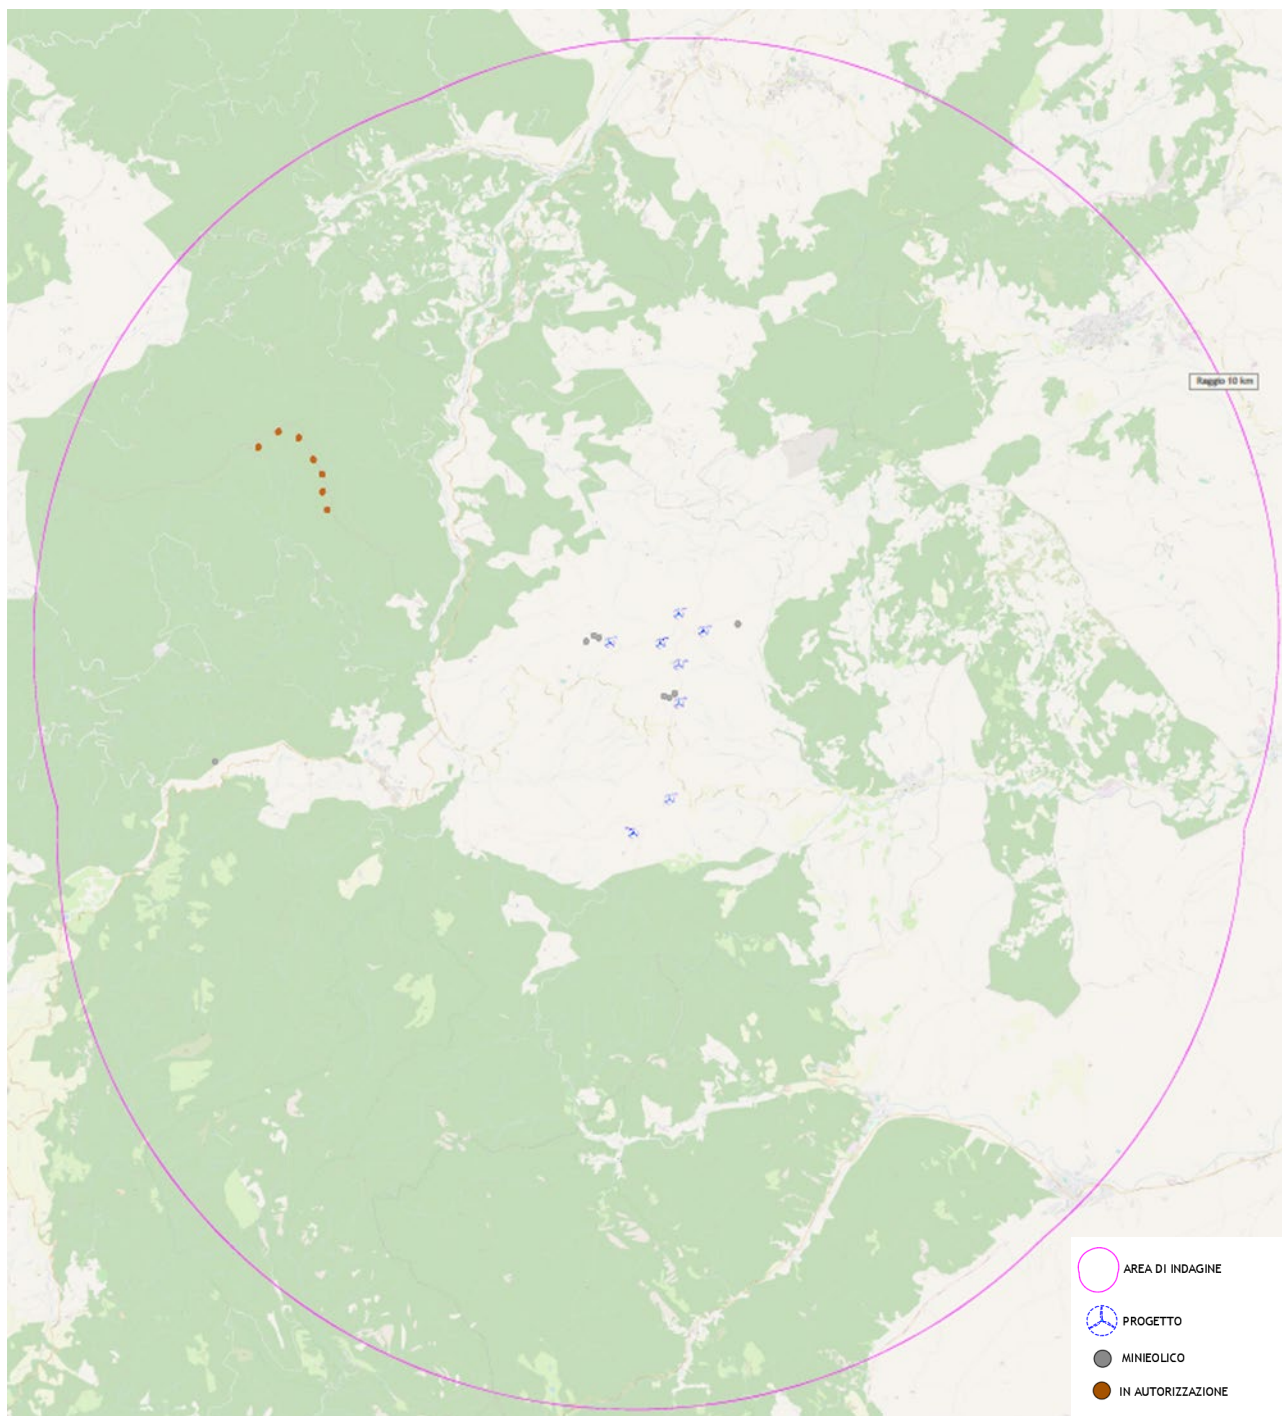 Raggio 10 km
AREA DI INDAGINE
PROGETTO
MINIEOLICO
IN AUTORIZZAZIONE